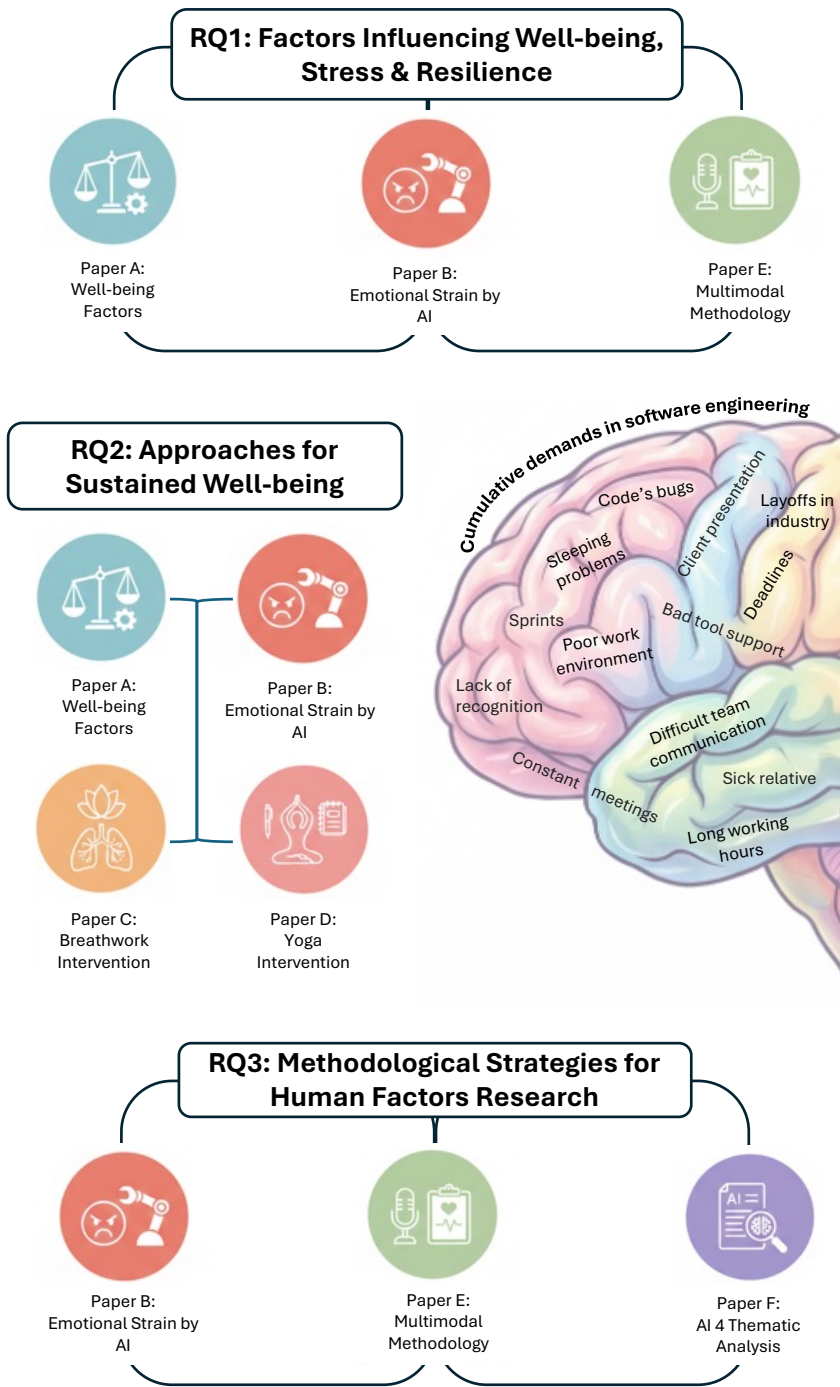 RQ1: Factors Influencing Well-being,
Stress & Resilience
Paper A:
Well-being
Factors
Paper B:
Emotional Strain by
AI
Paper E:
Multimodal
Methodology
RQ2: Approaches for
Sustained Well-being
Paper A:
Well-being
Factors
Paper B:
Emotional Strain by
AI
Paper C:
Breathwork
Intervention
Paper D:
Yoga
Intervention
Cumulative demands in software engineering
Code's bugs
Client presentation
Layoffs in
industry
Sleeping
problems
Deadlines
Sprints
Bad tool support
Poor work
environment
Lack of
recognition
Difficult team
communication
Constant meetings
Sick relative
Long working
hours
RQ3: Methodological Strategies for
Human Factors Research
Paper B:
Emotional Strain by
AI
Paper E:
Multimodal
Methodology
AI
Paper F:
AI 4 Thematic
Analysis